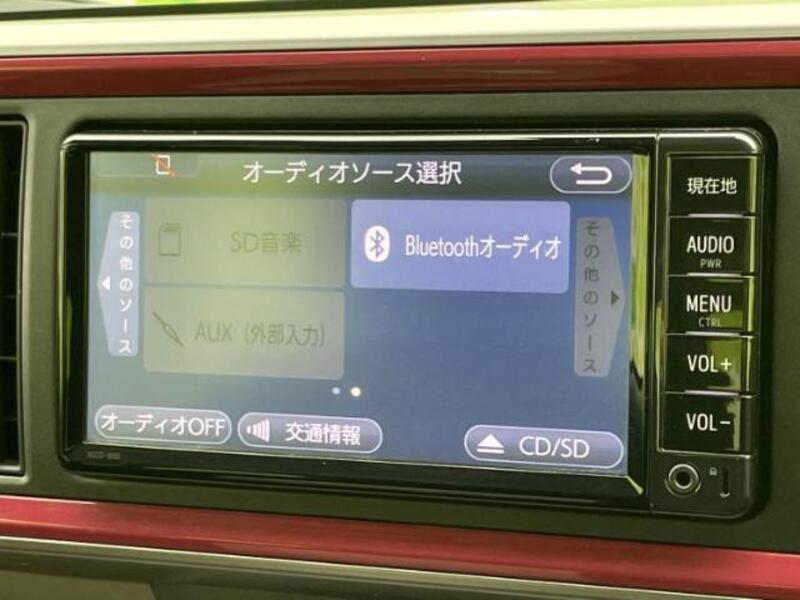 オーディオソース選択
その他のソース
SD音楽
Bluetoothオーディオ
その他のソース
AUX（外部入力）
オーディオOFF
交通情報
CD/SD
現在地
AUDIO
PWR
MENU
CTRL
VOL+
VOL-